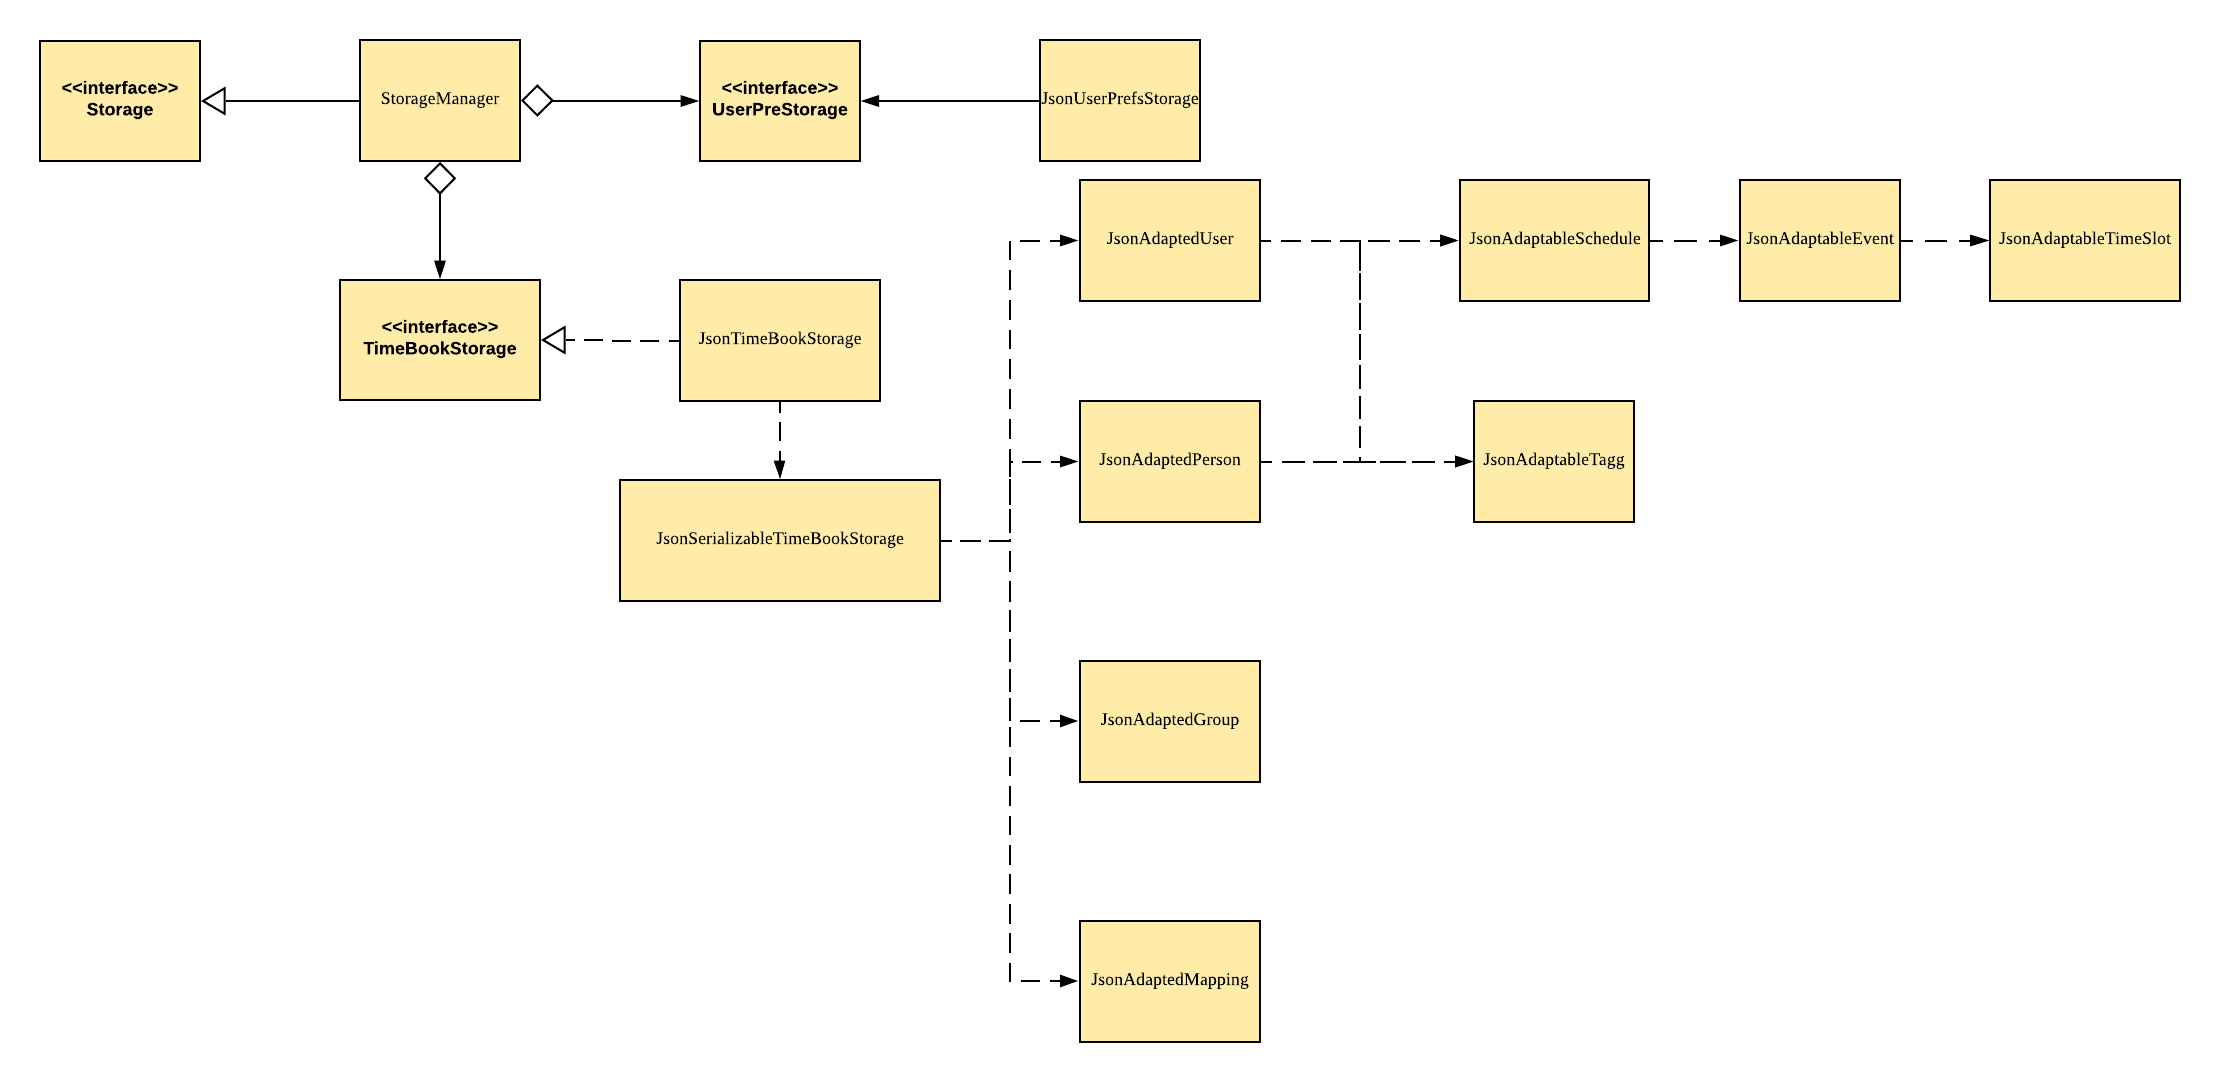 <<interface>>
Storage
StorageManager
<<interface>>
UserPreStorage
JsonUserPrefsStorage
JsonAdaptedUser
JsonAdaptableSchedule
JsonAdaptableEvent
JsonAdaptableTimeSlot
<<interface>>
TimeBookStorage
JsonTimeBookStorage
JsonAdaptedPerson
JsonAdaptableTagg
JsonSerializableTimeBookStorage
JsonAdaptedGroup
JsonAdaptedMapping